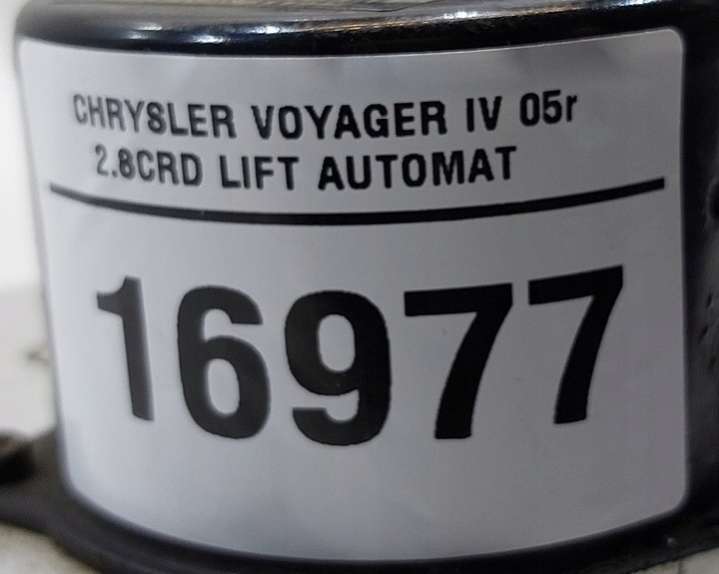 CHRYSLER VOYAGER IV 05r
2.8CRD LIFT AUTOMAT
16977